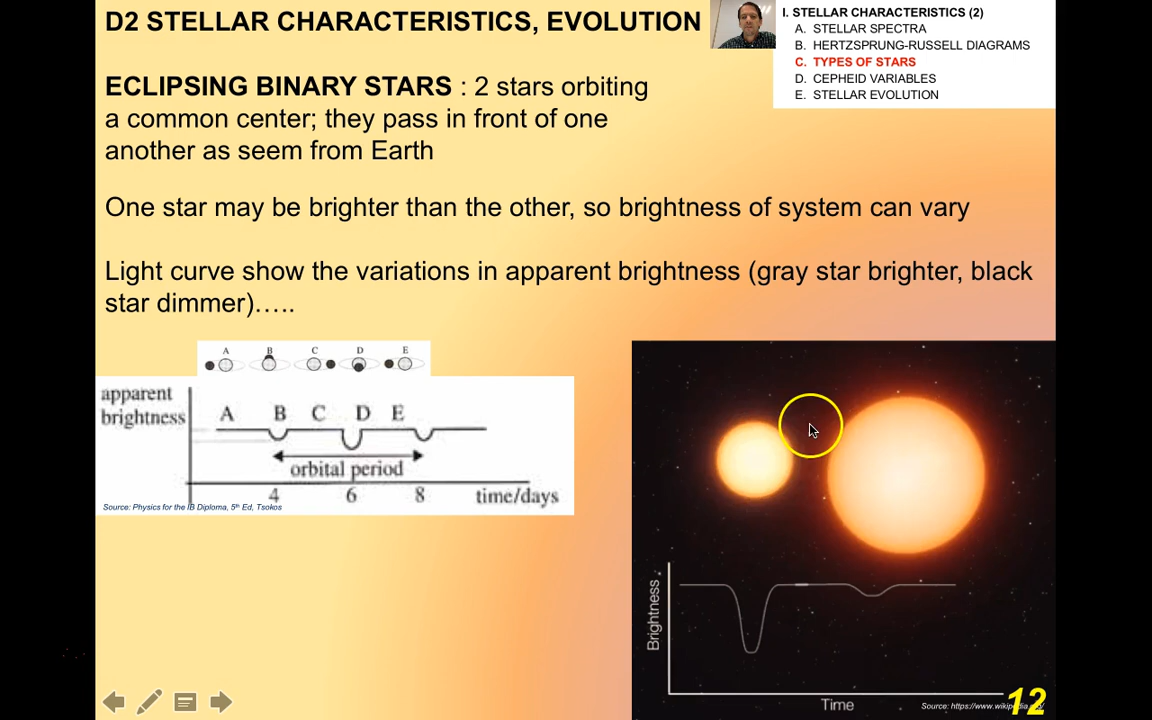 D2 STELLAR CHARACTERISTICS, EVOLUTION
I. STELLAR CHARACTERISTICS (2)
A. STELLAR SPECTRA
B. HERTZSPRUNG-RUSSELL DIAGRAMS
C. TYPES OF STARS
D. CEPHEID VARIABLES
E. STELLAR EVOLUTION
ECLIPSING BINARY STARS : 2 stars orbiting
a common center; they pass in front of one
another as seem from Earth
One star may be brighter than the other, so brightness of system can vary
Light curve show the variations in apparent brightness (gray star brighter, black
star dimmer)…..
A B C D E
apparent
brightness
A B C D E
orbital period
4 6 8 time/days
Source: Physics for the IB Diploma, 5th Ed, Tsokos
Brightness
Time
Source: https://www.wikipedia.
12